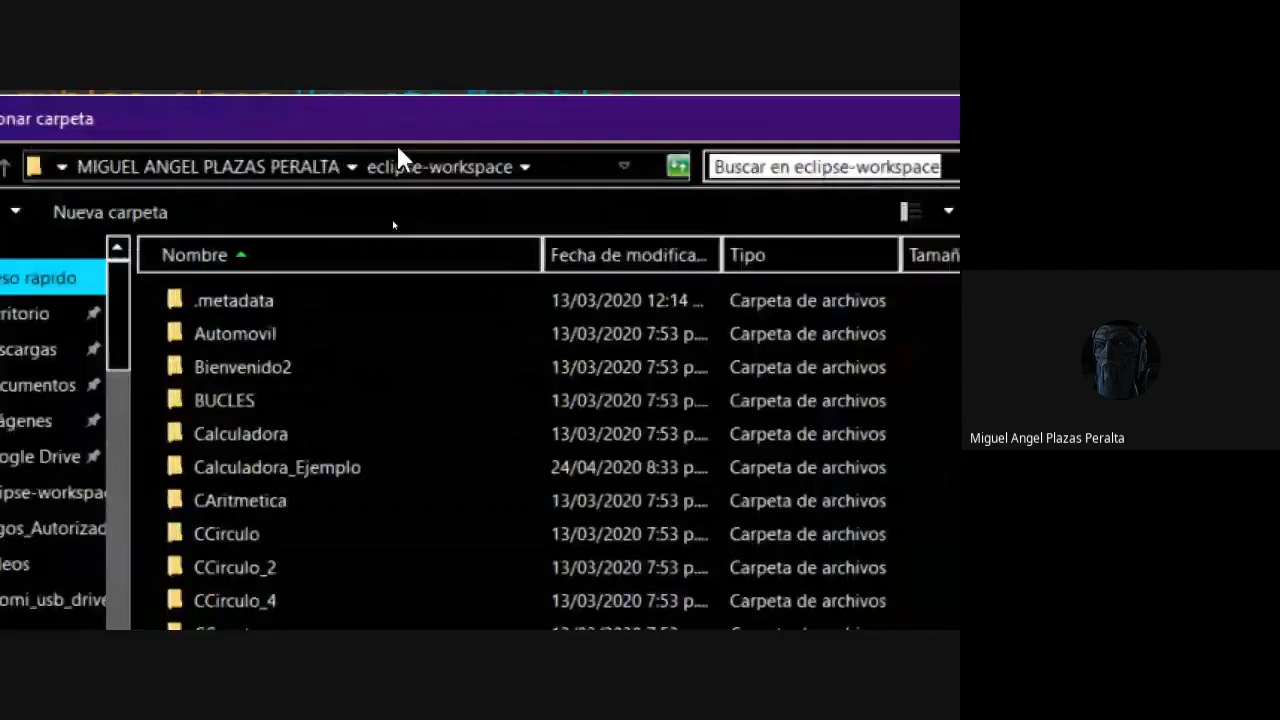 onar carpeta
MIGUEL ANGEL PLAZAS PERALTA eclipse-workspace Buscar en eclipse-workspace
Nueva carpeta
Nombre Fecha de modifica... Tipo Tamañ
eso rápido
ritorio
scargas
cumentos
ágenes
ogle Drive
ipse-workspa
gos_Autorizad
deos
omi_usb_drive
.metadata 13/03/2020 12:14 ... Carpeta de archivos
Automovil 13/03/2020 7:53 p.... Carpeta de archivos
Bienvenido2 13/03/2020 7:53 p.... Carpeta de archivos
BUCLES 13/03/2020 7:53 p.... Carpeta de archivos
Calculadora 13/03/2020 7:53 p.... Carpeta de archivos
Calculadora_Ejemplo 24/04/2020 8:33 p.... Carpeta de archivos
CAritmetica 13/03/2020 7:53 p.... Carpeta de archivos
CCirculo 13/03/2020 7:53 p.... Carpeta de archivos
CCirculo_2 13/03/2020 7:53 p.... Carpeta de archivos
CCirculo_4 13/03/2020 7:53 p.... Carpeta de archivos
Miguel Angel Plazas Peralta